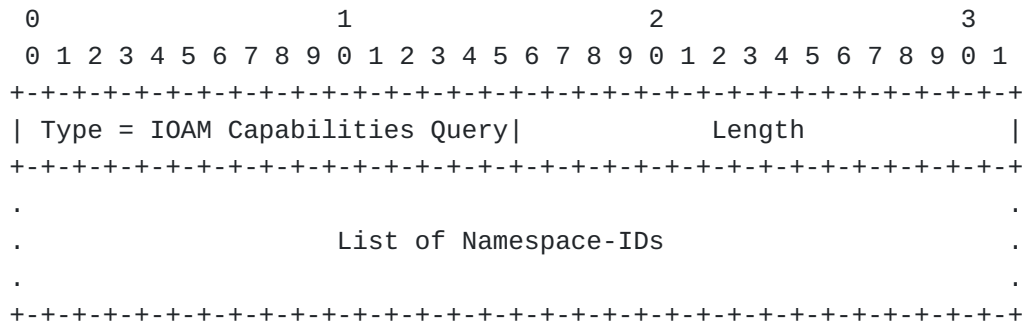 0                   1                   2                   3
 0 1 2 3 4 5 6 7 8 9 0 1 2 3 4 5 6 7 8 9 0 1 2 3 4 5 6 7 8 9 0 1
+-+-+-+-+-+-+-+-+-+-+-+-+-+-+-+-+-+-+-+-+-+-+-+-+-+-+-+-+-+-+-+-+
| Type = IOAM Capabilities Query|            Length             |
+-+-+-+-+-+-+-+-+-+-+-+-+-+-+-+-+-+-+-+-+-+-+-+-+-+-+-+-+-+-+-+-+
.                                                               .
.                    List of Namespace-IDs                      .
.                                                               .
+-+-+-+-+-+-+-+-+-+-+-+-+-+-+-+-+-+-+-+-+-+-+-+-+-+-+-+-+-+-+-+-+